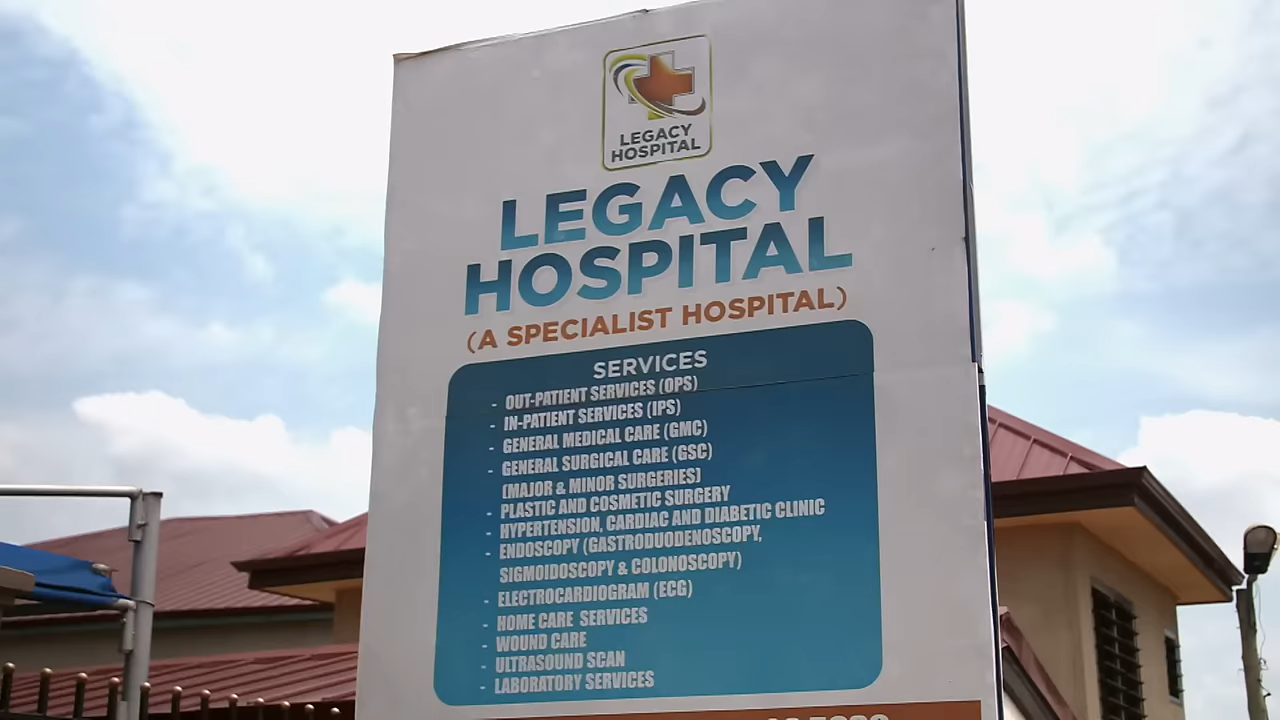 LEGACY
HOSPITAL
LEGACY
HOSPITAL
(A SPECIALIST HOSPITAL)
SERVICES
- OUT-PATIENT SERVICES (OPS)
- IN-PATIENT SERVICES (IPS)
- GENERAL MEDICAL CARE (GMC)
- GENERAL SURGICAL CARE (GSC)
[MAJOR & MINOR SURGERIES]
- PLASTIC AND COSMETIC SURGERY
- HYPERTENSION, CARDIAC AND DIABETIC CLINIC
- ENDOSCOPY (GASTRODUODENOSCOPY,
SIGMOIDOSCOPY & COLONOSCOPY)
- ELECTROCARDIOGRAM (ECG)
- HOME CARE SERVICES
- WOUND CARE
- ULTRASOUND SCAN
- LABORATORY SERVICES